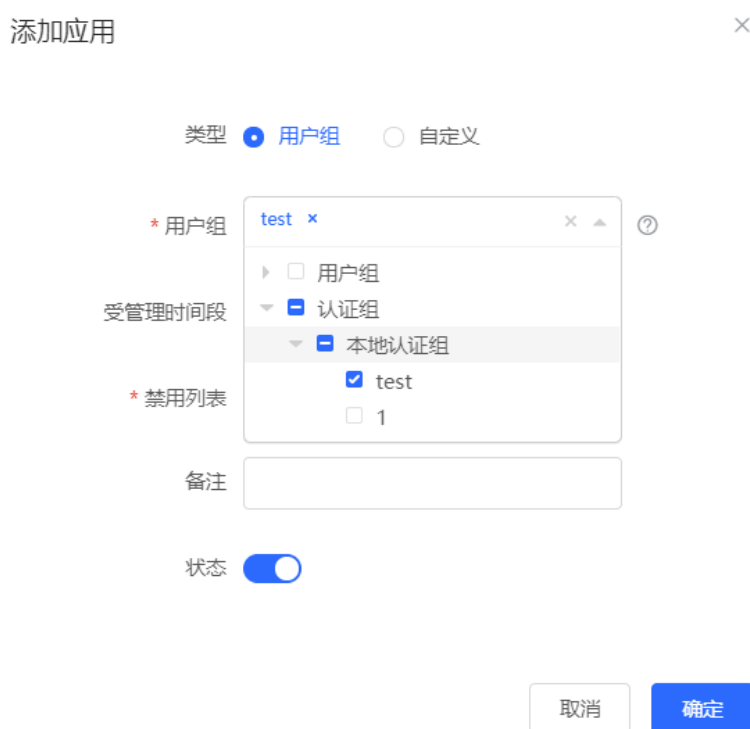 添加应用
类型 用户组 自定义
* 用户组 test
用户组
受管理时间段
认证组
本地认证组
* 禁用列表
test
1
备注
状态
取消 确定